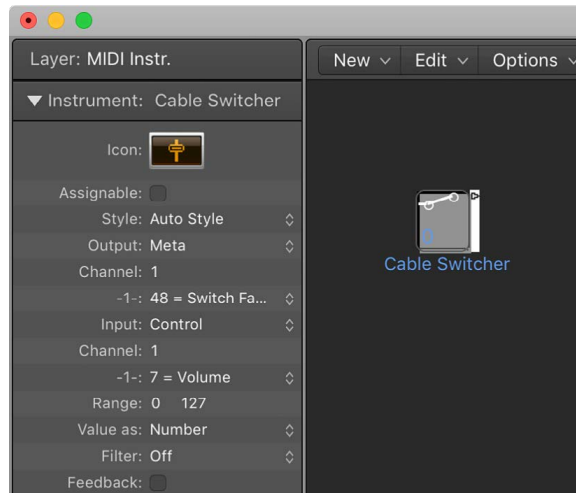 Layer: MIDI Instr.
New Edit Options
Instrument: Cable Switcher
Icon:
Assignable:
Style: Auto Style
Output: Meta
Channel: 1
-1-: 48 = Switch Fa...
Input: Control
Channel: 1
-1-: 7 = Volume
Range: 0 127
Value as: Number
Filter: Off
Feedback:
0
Cable Switcher